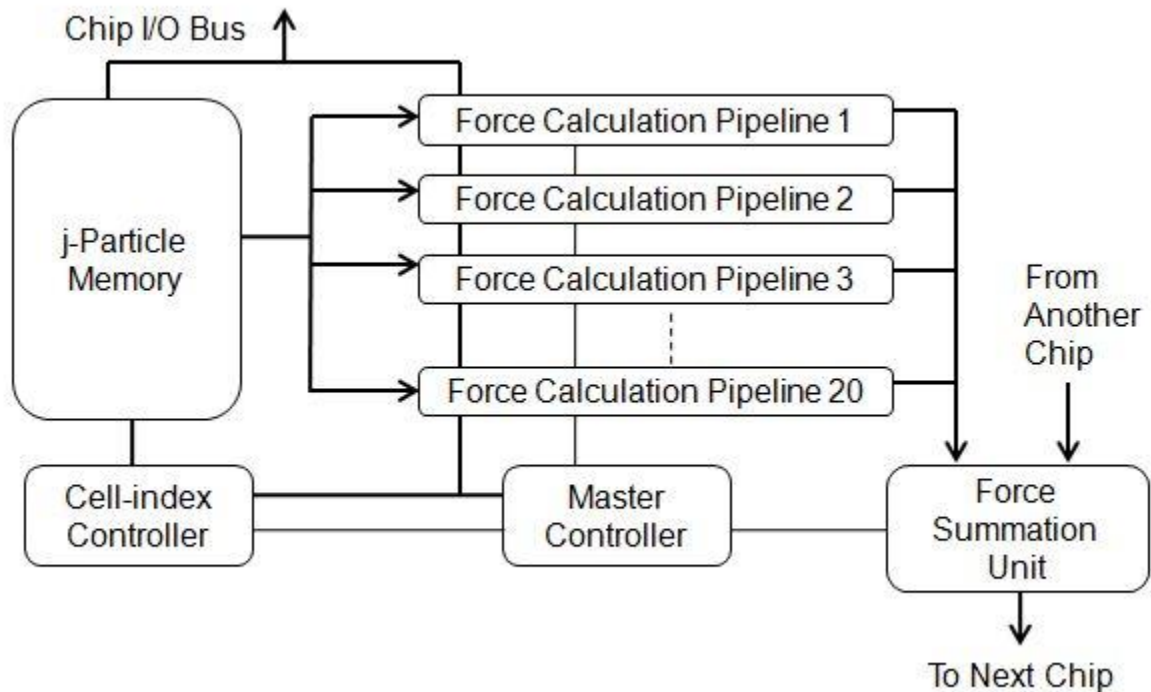 Chip I/O Bus
Force Calculation Pipeline 1
Force Calculation Pipeline 2
j-Particle
Memory
Force Calculation Pipeline 3
From
Another
Chip
Force Calculation Pipeline 20
Cell-index
Controller
Master
Controller
Force
Summation
Unit
To Next Chip